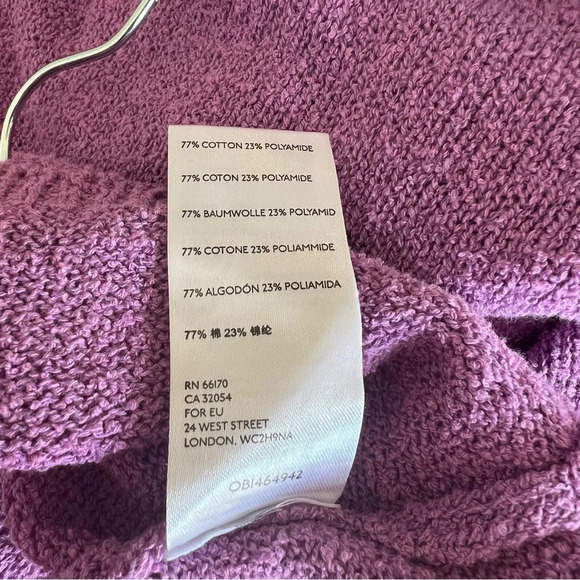 77% COTTON 23% POLYAMIDE
77% COTON 23% POLYAMIDE
77% BAUMWOLLE 23% POLYAMID
77% COTONE 23% POLIAMMIDE
77% ALGODÓN 23% POLIAMIDA
77% 棉 23% 锦纶
RN 66170
CA 32054
FOR EU
24 WEST STREET
LONDON, WC2H9NA
OB1464942